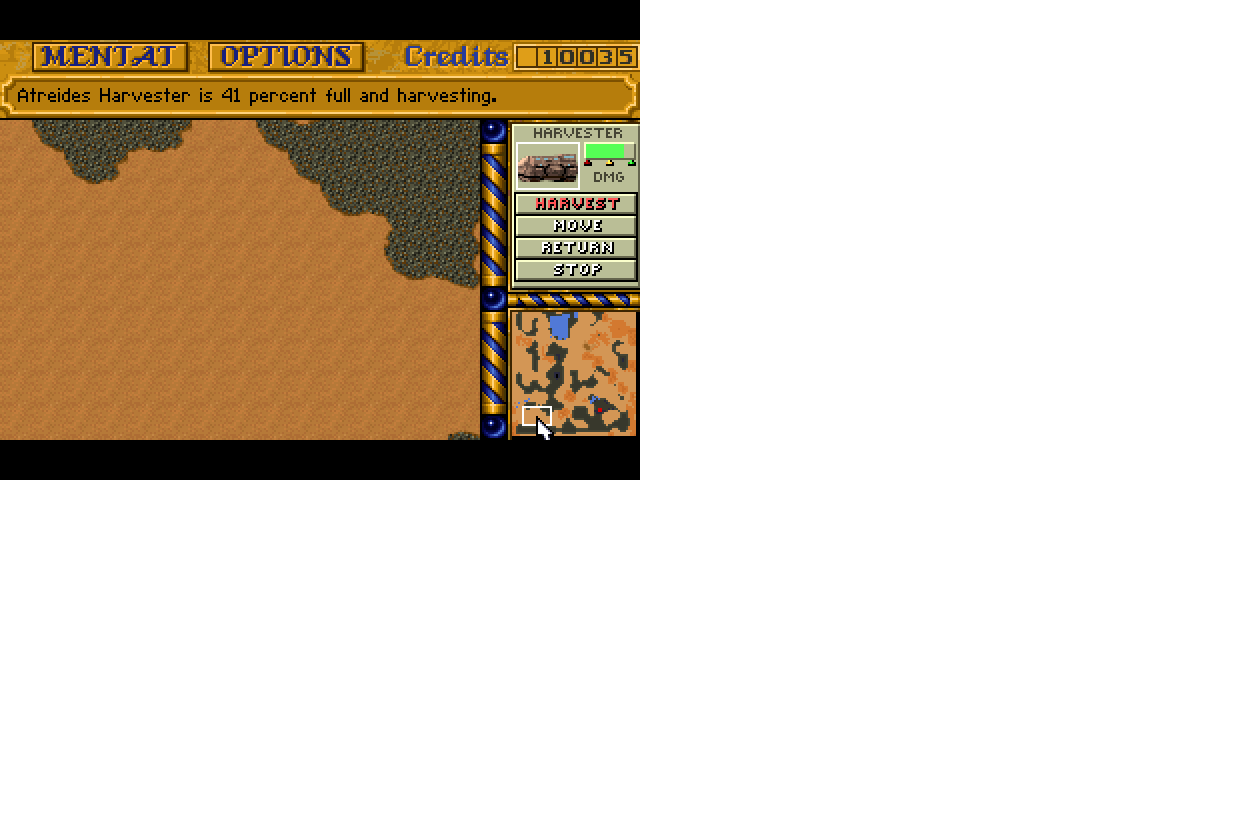 MENTAT OPTIONS Credits 10035
Atreides Harvester is 41 percent full and harvesting.
HARVESTER
DMG
HARVEST
MOVE
RETURN
STOP